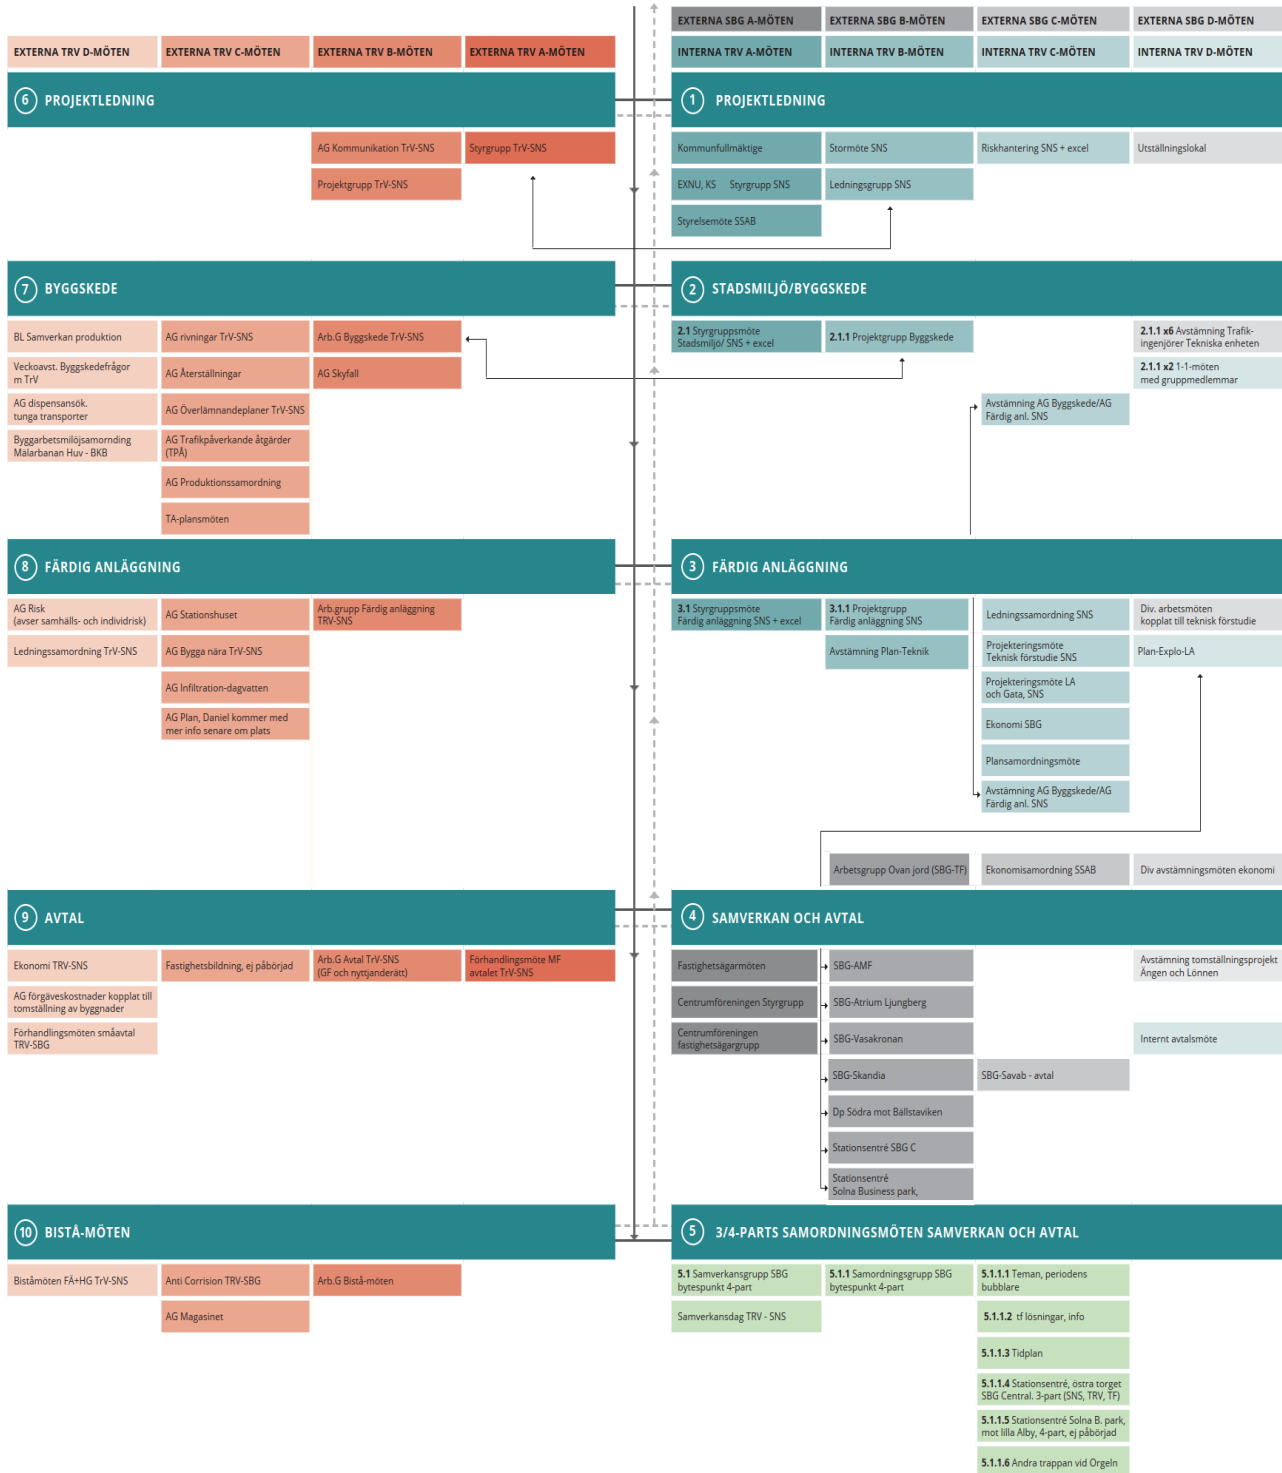 EXTERNA SBG A-MÖTEN
EXTERNA SBG B-MÖTEN
EXTERNA SBG C-MÖTEN
EXTERNA SBG D-MÖTEN
EXTERNA TRV D-MÖTEN
EXTERNA TRV C-MÖTEN
EXTERNA TRV B-MÖTEN
EXTERNA TRV A-MÖTEN
INTERNA TRV A-MÖTEN
INTERNA TRV B-MÖTEN
INTERNA TRV C-MÖTEN
INTERNA TRV D-MÖTEN
6 PROJEKTLEDNING
AG Kommunikation TrV-SNS
Styrgrupp TrV-SNS
Projektgrupp TrV-SNS
1 PROJEKTLEDNING
Kommunfullmäktige
Stormöte SNS
Riskhantering SNS + excel
Utställningslokal
EXNU, KS Styrgrupp SNS
Ledningsgrupp SNS
Styrelsemöte SSAB
7 BYGGSKEDE
BL Samverkan produktion
AG rivningar TrV-SNS
Arb.G Byggskede TrV-SNS
Veckoavst. Byggskedefrågor
m TrV
AG Återställningar
AG Skyfall
AG dispensansök.
tunga transporter
AG Överlämnandeplaner TrV-SNS
Byggarbetsmilöjsamornding
Mälarbanan Huv - BKB
AG Trafikpåverkande åtgärder
(TPÅ)
AG Produktionssamordning
TA-plansmöten
2 STADSMILJÖ/BYGGSKEDE
2.1 Styrgruppsmöte
Stadsmiljö/ SNS + excel
2.1.1 Projektgrupp Byggskede
2.1.1 x6 Avstämning Trafik-
ingenjörer Tekniska enheten
2.1.1 x2 1-1-möten
med gruppmedlemmar
Avstämning AG Byggskede/AG
Färdig anl. SNS
8 FÄRDIG ANLÄGGNING
AG Risk
(avser samhälls- och individrisk)
AG Stationshuset
Arb.grupp Färdig anläggning
TRV-SNS
Ledningssamordning TrV-SNS
AG Bygga nära TrV-SNS
AG Infiltration-dagvatten
AG Plan, Daniel kommer med
mer info senare om plats
3 FÄRDIG ANLÄGGNING
3.1 Styrgruppsmöte
Färdig anläggning SNS + excel
3.1.1 Projektgrupp
Färdig anläggning SNS
Ledningssamordning SNS
Div. arbetsmöten
kopplat till teknisk förstudie
Avstämning Plan-Teknik
Projekteringsmöte
Teknisk förstudie SNS
Plan-Explo-LA
Projekteringsmöte LA
och Gata, SNS
Ekonomi SBG
Plansamordningsmöte
Avstämning AG Byggskede/AG
Färdig anl. SNS
Arbetsgrupp Ovan jord (SBG-TF)
Ekonomisamordning SSAB
Div avstämningsmöten ekonomi
9 AVTAL
Ekonomi TRV-SNS
Fastighetsbildning, ej påbörjad
Arb.G Avtal TrV-SNS
(GF och nyttjanderätt)
Förhandlingsmöte MF
avtalet TrV-SNS
AG förgäveskostnader kopplat till
tomställning av byggnader
Förhandlingsmöten småavtal
TRV-SBG
4 SAMVERKAN OCH AVTAL
Fastighetsägarmöten
SBG-AMF
Avstämning tomställningsprojekt
Ängen och Lönnen
Centrumföreningen Styrgrupp
SBG-Atrium Ljungberg
Centrumföreningen
fastighetsägargrupp
SBG-Vasakronan
Internt avtalsmöte
SBG-Skandia
SBG-Savab - avtal
Dp Södra mot Bällstaviken
Stationsentré SBG C
Stationsentré
Solna Business park,
10 BISTÅ-MÖTEN
Biståmöten FÄ+HG TrV-SNS
Anti Corrision TRV-SBG
Arb.G Bistå-möten
AG Magasinet
5 3/4-PARTS SAMORDNINGSMÖTEN SAMVERKAN OCH AVTAL
5.1 Samverkansgrupp SBG
bytespunkt 4-part
5.1.1 Samordningsgrupp SBG
bytespunkt 4-part
5.1.1.1 Teman, periodens
bubblare
Samverkansdag TRV - SNS
5.1.1.2 tf lösningar, info
5.1.1.3 Tidplan
5.1.1.4 Stationsentré, östra torget
SBG Central. 3-part (SNS, TRV, TF)
5.1.1.5 Stationsentré Solna B. park,
mot lilla Alby, 4-part, ej påbörjad
5.1.1.6 Andra trappan vid Orgeln